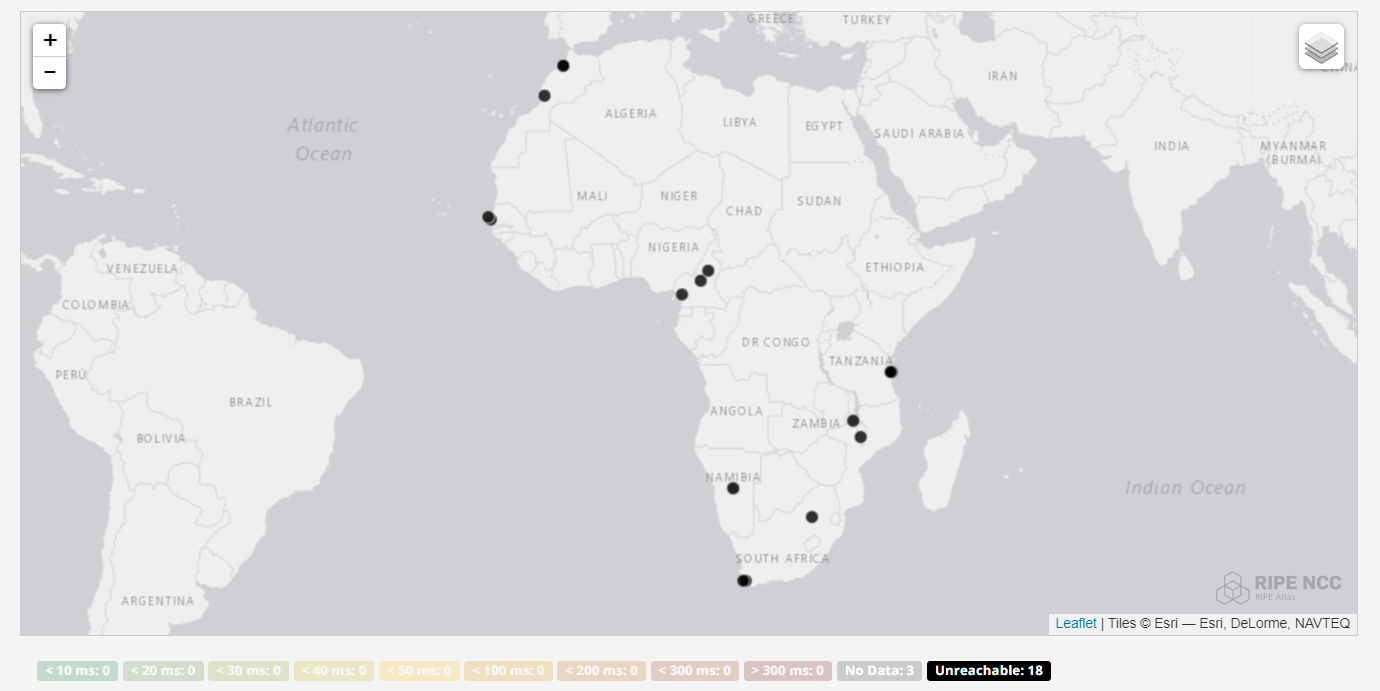 +
−
GREECE
TURKEY
IRAN
Atlantic
Ocean
ALGERIA
LIBYA
EGYPT
SAUDI ARABIA
INDIA
MYANMAR
(BURMA)
MALI
NIGER
CHAD
SUDAN
NIGERIA
ETHIOPIA
VENEZUELA
COLOMBIA
DR CONGO
TANZANIA
PERÚ
BRAZIL
ANGOLA
ZAMBIA
BOLIVIA
NAMIBIA
Indian Ocean
SOUTH AFRICA
ARGENTINA
RIPE NCC
RIPE Atlas
Leaflet | Tiles © Esri — Esri, DeLorme, NAVTEQ
< 10 ms: 0 < 20 ms: 0 < 30 ms: 0 < 40 ms: 0 < 50 ms: 0 < 100 ms: 0 < 200 ms: 0 < 300 ms: 0 > 300 ms: 0 No Data: 3 Unreachable: 18